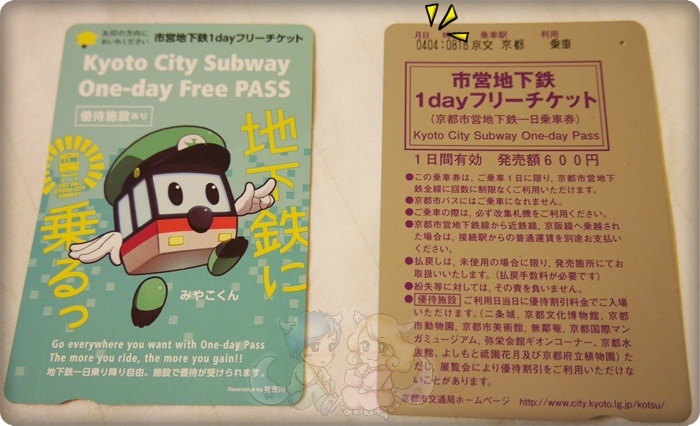 矢印の方向に
おいれください
市営地下鉄1dayフリーチケット
Kyoto City Subway
One-day Free PASS
優待施設あり
地下鉄に
乗るっ
みやこくん
Go everywhere you want with One-day Pass
The more you ride, the more you gain!!
地下鉄一日乗り降り自由。施設で優待が受けられます。
Illustration by 賀茂川
月日 時 乗車駅 利用
0404:0816 京文 京都 乗車
市営地下鉄
1dayフリーチケット
(京都市営地下鉄一日乗車券)
Kyoto City Subway One-day Pass
1日間有効 発売額600円
●この乗車券は、ご乗車1日に限り、京都市営地下
鉄全線に回数に制限なくご利用いただけます。
●京都市バスにはご乗車になれません。
●ご乗車の際は、必ず改集札機をご利用ください。
●京都市営地下鉄線から近鉄線、京阪線へ乗越され
た場合は、接続駅からの普通運賃を別途お支払い
ください。
●払戻しは、未使用の場合に限り、発売箇所にてお
取扱いいたします。(払戻手数料が必要です)
●紛失等に対しては、その責を負いません。
●優待施設 ご利用日当日に優待割引料金でご入場
いただけます。(二条城、京都文化博物館、京都
市動物園、京都市美術館、無鄰菴、京都国際マン
ガミュージアム、弥栄会館ギオンコーナー、京都水
族館、よしもと祇園花月及び京都府立植物園)た
だし、展覧会により優待割引をご利用いただけな
いことがあります。
京都市交通局ホームページ http://www.city.kyoto.lg.jp/kotsu/